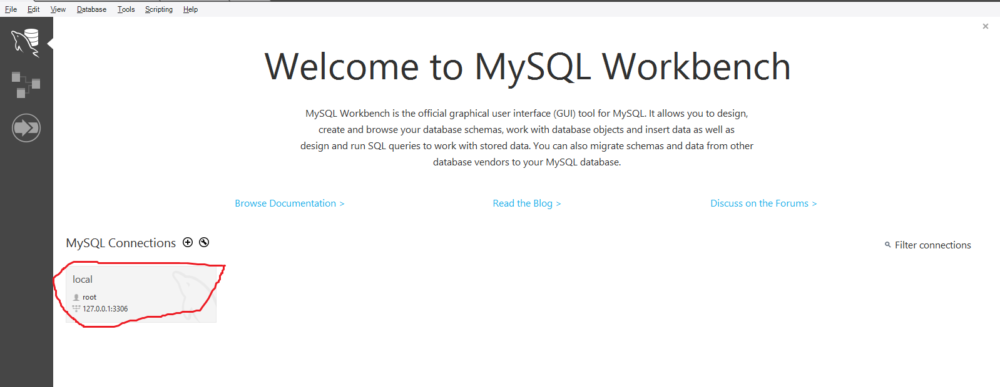 File Edit View Database Tools Scripting Help
Welcome to MySQL Workbench
MySQL Workbench is the official graphical user interface (GUI) tool for MySQL. It allows you to design,
create and browse your database schemas, work with database objects and insert data as well as
design and run SQL queries to work with stored data. You can also migrate schemas and data from other
database vendors to your MySQL database.
Browse Documentation > Read the Blog > Discuss on the Forums >
MySQL Connections Filter connections
local
root
127.0.0.1:3306